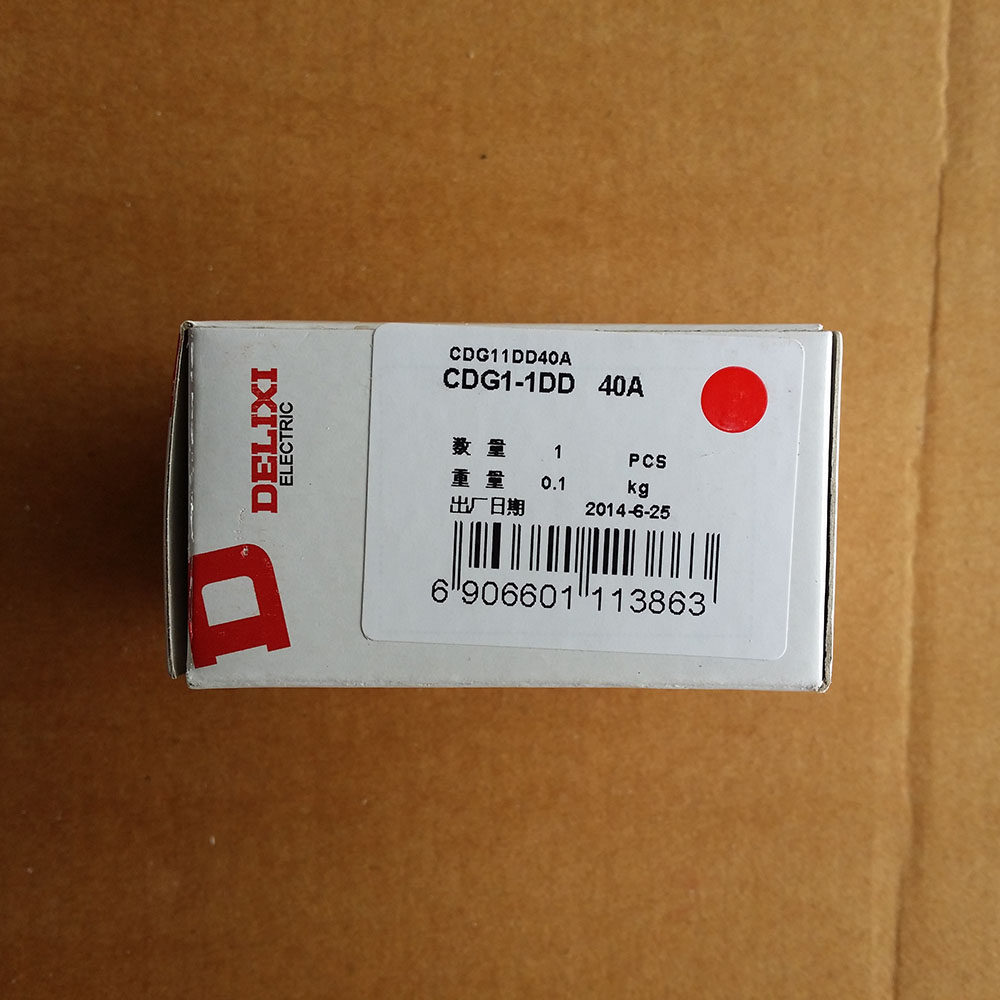 DELIXI
ELECTRIC
D
CDG11DD40A
CDG1-1DD 40A
数量 1 PCS
重量 0.1 kg
出厂日期 2014-6-25
6 906601 113863